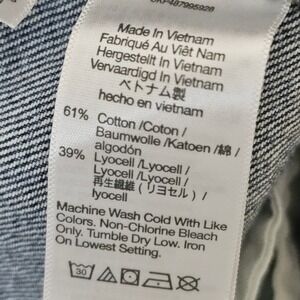 Made In Vietnam
Fabriqué Au Viêt Nam
Hergestellt In Vietnam
Vervaardigd In Vietnam
ベトナム製
hecho en vietnam
61% Cotton /Coton /
Baumwolle /Katoen /綿 /
algodón
39% Lyocell /Lyocell /
Lyocell /Lyocell /
再生繊維 (リヨセル) /
lyocell
Machine Wash Cold With Like
Colors. Non-Chlorine Bleach
Only. Tumble Dry Low. Iron
On Lowest Setting.
30